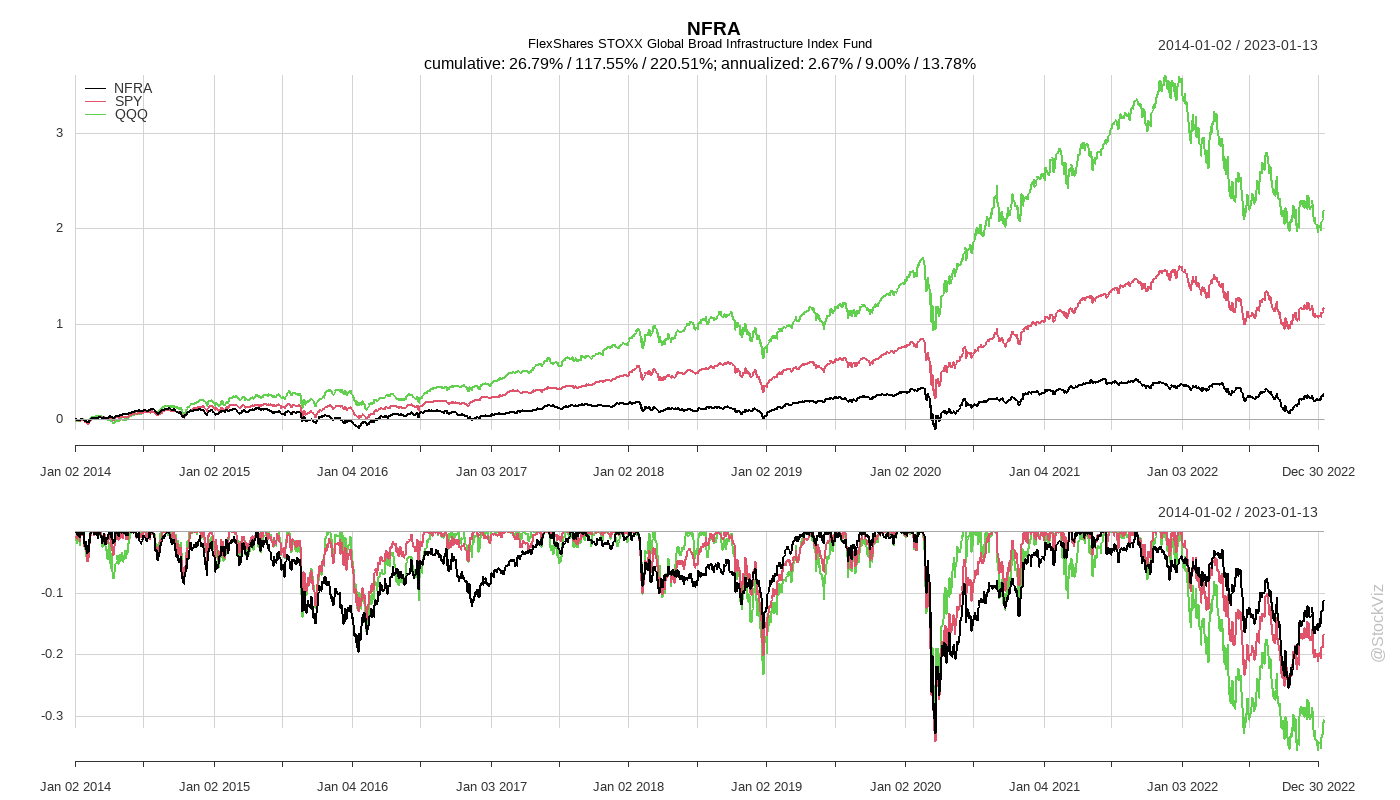 NFRA
FlexShares STOXX Global Broad Infrastructure Index Fund
2014-01-02 / 2023-01-13
cumulative: 26.79% / 117.55% / 220.51%; annualized: 2.67% / 9.00% / 13.78%
NFRA
SPY
QQQ
3
2
1
0
Jan 02 2014 Jan 02 2015 Jan 04 2016 Jan 03 2017 Jan 02 2018 Jan 02 2019 Jan 02 2020 Jan 04 2021 Jan 03 2022 Dec 30 2022
2014-01-02 / 2023-01-13
-0.1
-0.2
-0.3
Jan 02 2014 Jan 02 2015 Jan 04 2016 Jan 03 2017 Jan 02 2018 Jan 02 2019 Jan 02 2020 Jan 04 2021 Jan 03 2022 Dec 30 2022
@StockViz